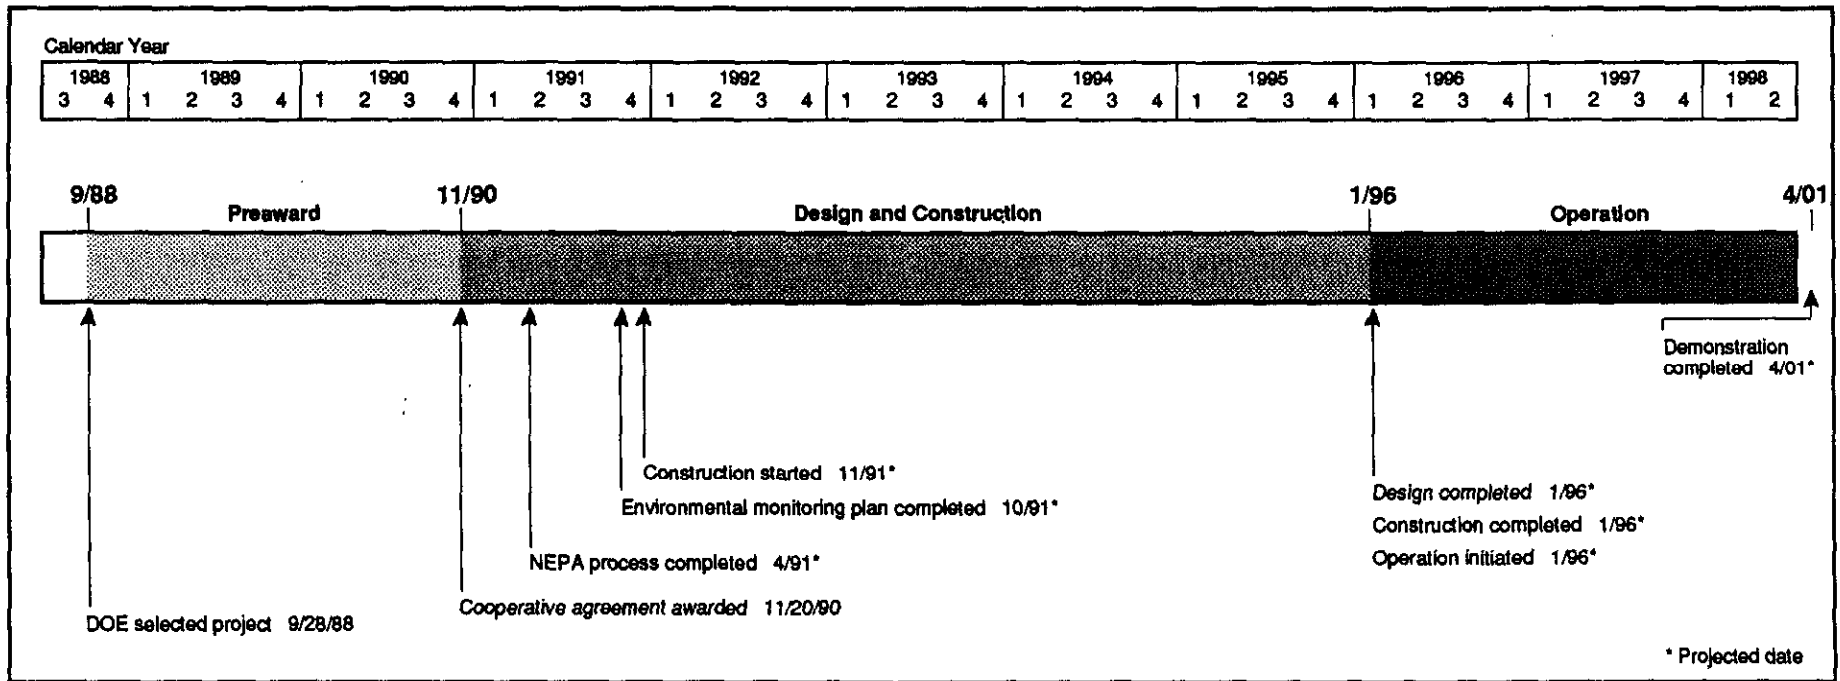 Calendar Year
1988 1989 1990 1991 1992 1993 1994 1995 1996 1997 1998
3 4 1 2 3 4 1 2 3 4 1 2 3 4 1 2 3 4 1 2 3 4 1 2 3 4 1 2 3 4 1 2 3 4 1 2 3 4 1 2
9/88 11/90 1/96 4/01
Preaward Design and Construction Operation
Demonstration
completed 4/01*
Construction started 11/91*
Environmental monitoring plan completed 10/91*
NEPA process completed 4/91*
Cooperative agreement awarded 11/20/90
DOE selected project 9/28/88
Design completed 1/96*
Construction completed 1/96*
Operation initiated 1/96*
* Projected date